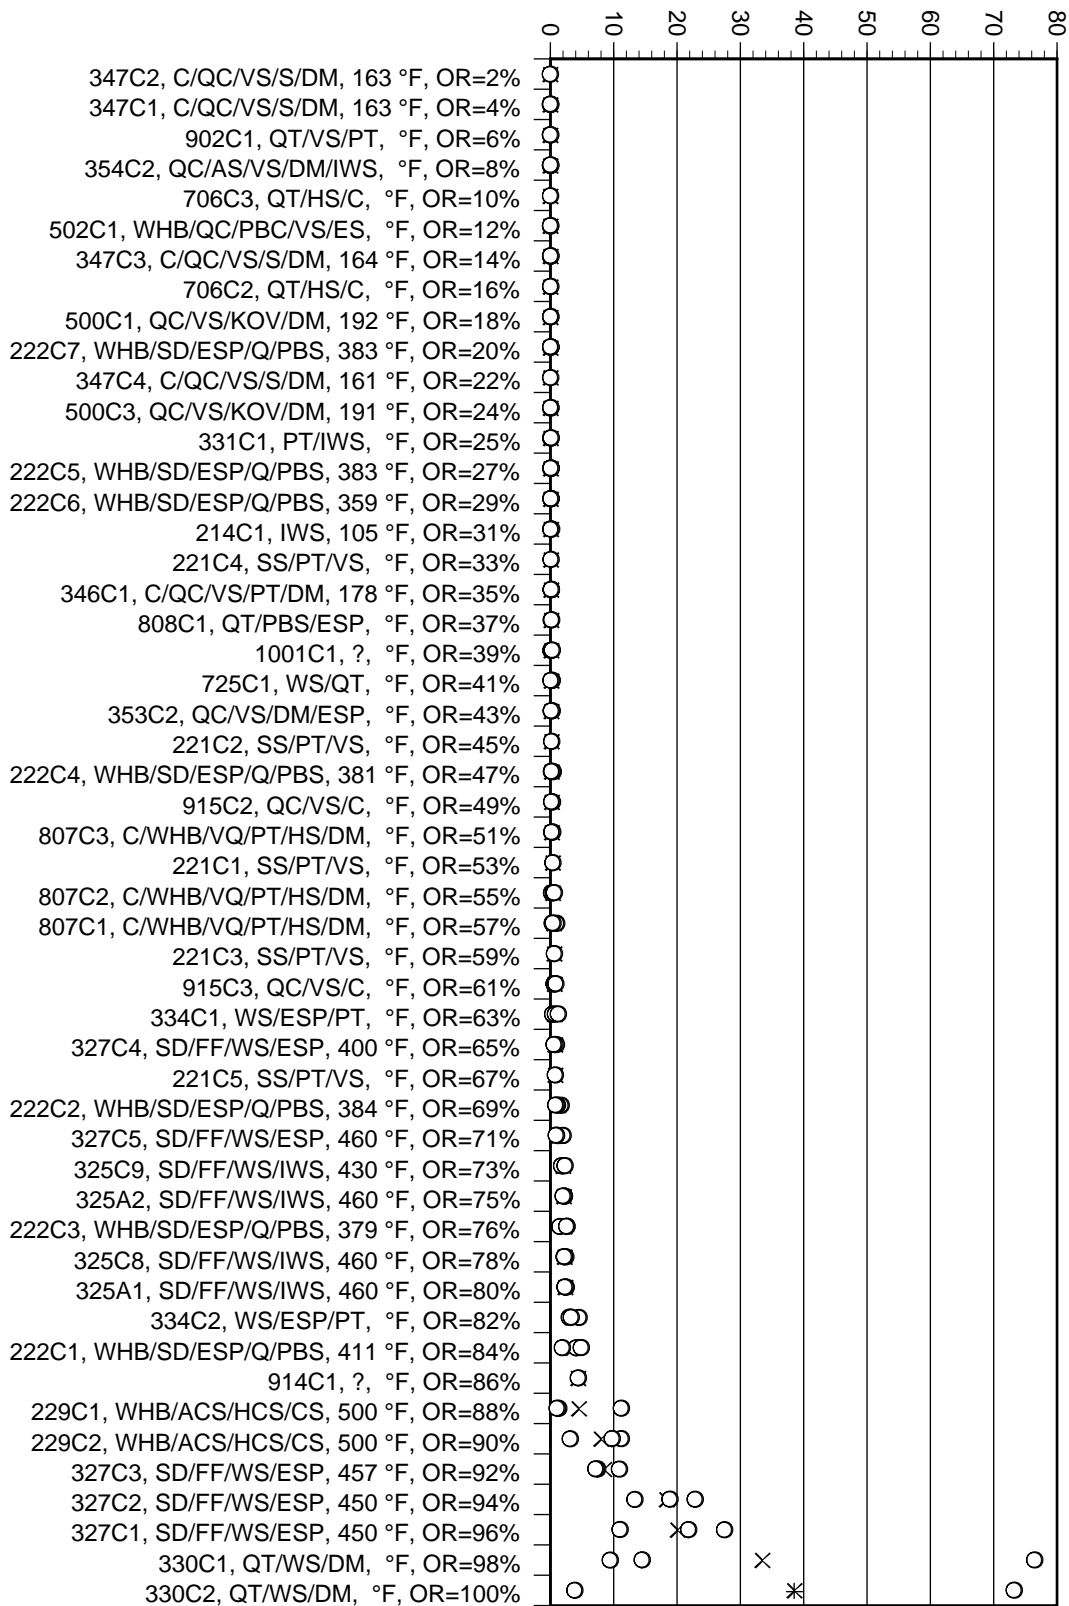 0 10 20 30 40 50 60 70 80
347C2, C/QC/VS/S/DM, 163 °F, OR=2%
347C1, C/QC/VS/S/DM, 163 °F, OR=4%
902C1, QT/VS/PT, °F, OR=6%
354C2, QC/AS/VS/DM/IWS, °F, OR=8%
706C3, QT/HS/C, °F, OR=10%
502C1, WHB/QC/PBC/VS/ES, °F, OR=12%
347C3, C/QC/VS/S/DM, 164 °F, OR=14%
706C2, QT/HS/C, °F, OR=16%
500C1, QC/VS/KOV/DM, 192 °F, OR=18%
222C7, WHB/SD/ESP/Q/PBS, 383 °F, OR=20%
347C4, C/QC/VS/S/DM, 161 °F, OR=22%
500C3, QC/VS/KOV/DM, 191 °F, OR=24%
331C1, PT/IWS, °F, OR=25%
222C5, WHB/SD/ESP/Q/PBS, 383 °F, OR=27%
222C6, WHB/SD/ESP/Q/PBS, 359 °F, OR=29%
214C1, IWS, 105 °F, OR=31%
221C4, SS/PT/VS, °F, OR=33%
346C1, C/QC/VS/PT/DM, 178 °F, OR=35%
808C1, QT/PBS/ESP, °F, OR=37%
1001C1, ?, °F, OR=39%
725C1, WS/QT, °F, OR=41%
353C2, QC/VS/DM/ESP, °F, OR=43%
221C2, SS/PT/VS, °F, OR=45%
222C4, WHB/SD/ESP/Q/PBS, 381 °F, OR=47%
915C2, QC/VS/C, °F, OR=49%
807C3, C/WHB/VQ/PT/HS/DM, °F, OR=51%
221C1, SS/PT/VS, °F, OR=53%
807C2, C/WHB/VQ/PT/HS/DM, °F, OR=55%
807C1, C/WHB/VQ/PT/HS/DM, °F, OR=57%
221C3, SS/PT/VS, °F, OR=59%
915C3, QC/VS/C, °F, OR=61%
334C1, WS/ESP/PT, °F, OR=63%
327C4, SD/FF/WS/ESP, 400 °F, OR=65%
221C5, SS/PT/VS, °F, OR=67%
222C2, WHB/SD/ESP/Q/PBS, 384 °F, OR=69%
327C5, SD/FF/WS/ESP, 460 °F, OR=71%
325C9, SD/FF/WS/IWS, 430 °F, OR=73%
325A2, SD/FF/WS/IWS, 460 °F, OR=75%
222C3, WHB/SD/ESP/Q/PBS, 379 °F, OR=76%
325C8, SD/FF/WS/IWS, 460 °F, OR=78%
325A1, SD/FF/WS/IWS, 460 °F, OR=80%
334C2, WS/ESP/PT, °F, OR=82%
222C1, WHB/SD/ESP/Q/PBS, 411 °F, OR=84%
914C1, ?, °F, OR=86%
229C1, WHB/ACS/HCS/CS, 500 °F, OR=88%
229C2, WHB/ACS/HCS/CS, 500 °F, OR=90%
327C3, SD/FF/WS/ESP, 457 °F, OR=92%
327C2, SD/FF/WS/ESP, 450 °F, OR=94%
327C1, SD/FF/WS/ESP, 450 °F, OR=96%
330C1, QT/WS/DM, °F, OR=98%
330C2, QT/WS/DM, °F, OR=100%